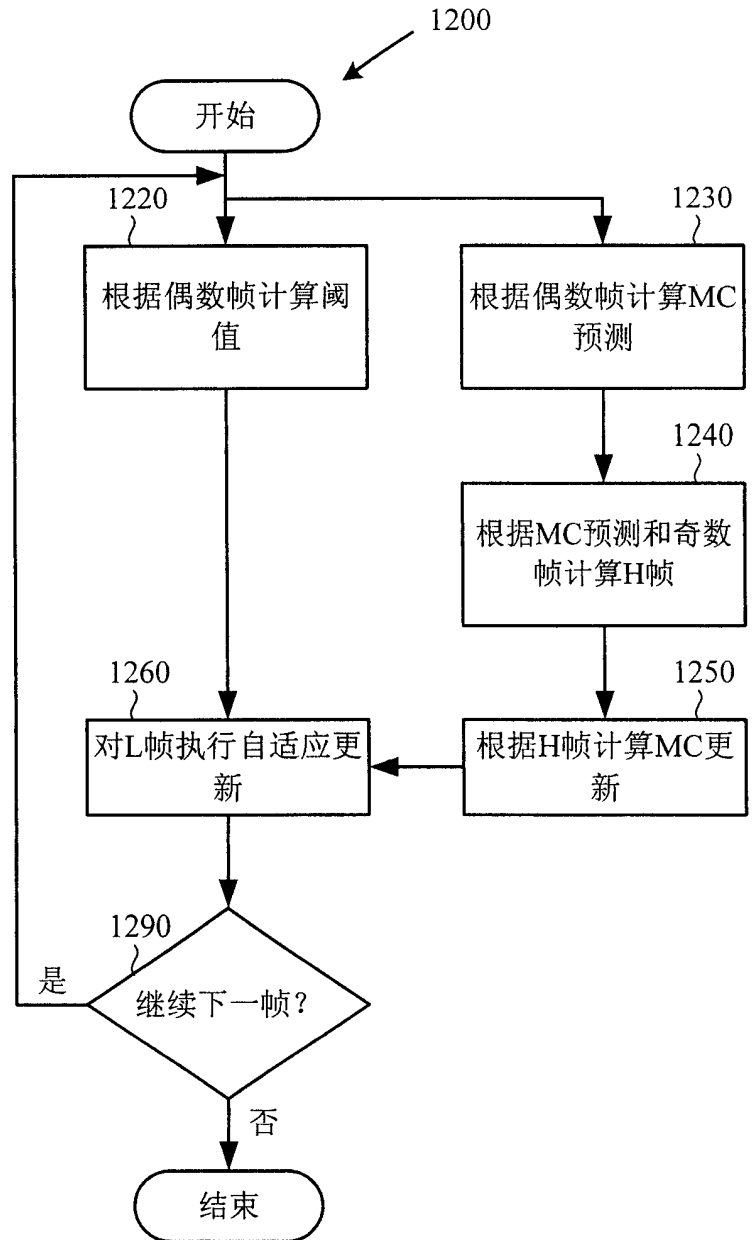 1200
开始
1220
根据偶数帧计算阈
值
1230
根据偶数帧计算MC
预测
1240
根据MC预测和奇数
帧计算H帧
1250
根据H帧计算MC更
新
1260
对L帧执行自适应更
新
1290
继续下一帧？
是
否
结束